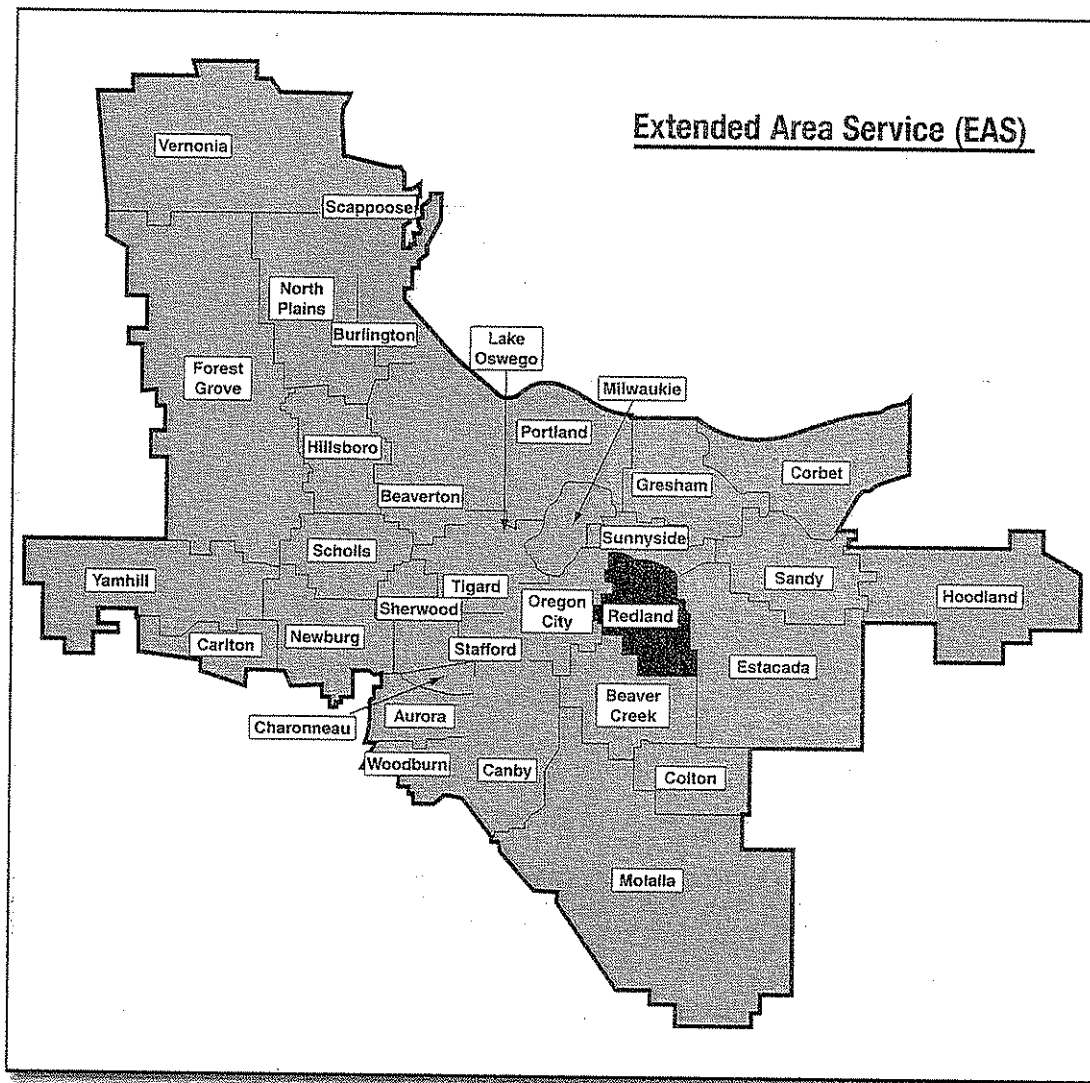 Extended Area Service (EAS)
Vernonia
Scappoose
North
Plains
Burlington
Lake
Oswego
Forest
Grove
Milwaukie
Portland
Hillsboro
Corbet
Gresham
Beaverton
Sunnyside
Scholls
Yamhill
Tigard
Sandy
Hoodland
Sherwood
Oregon
City
Redland
Carlton
Newburg
Stafford
Estacada
Charonneau
Aurora
Beaver
Creek
Woodburn
Canby
Colton
Molalla